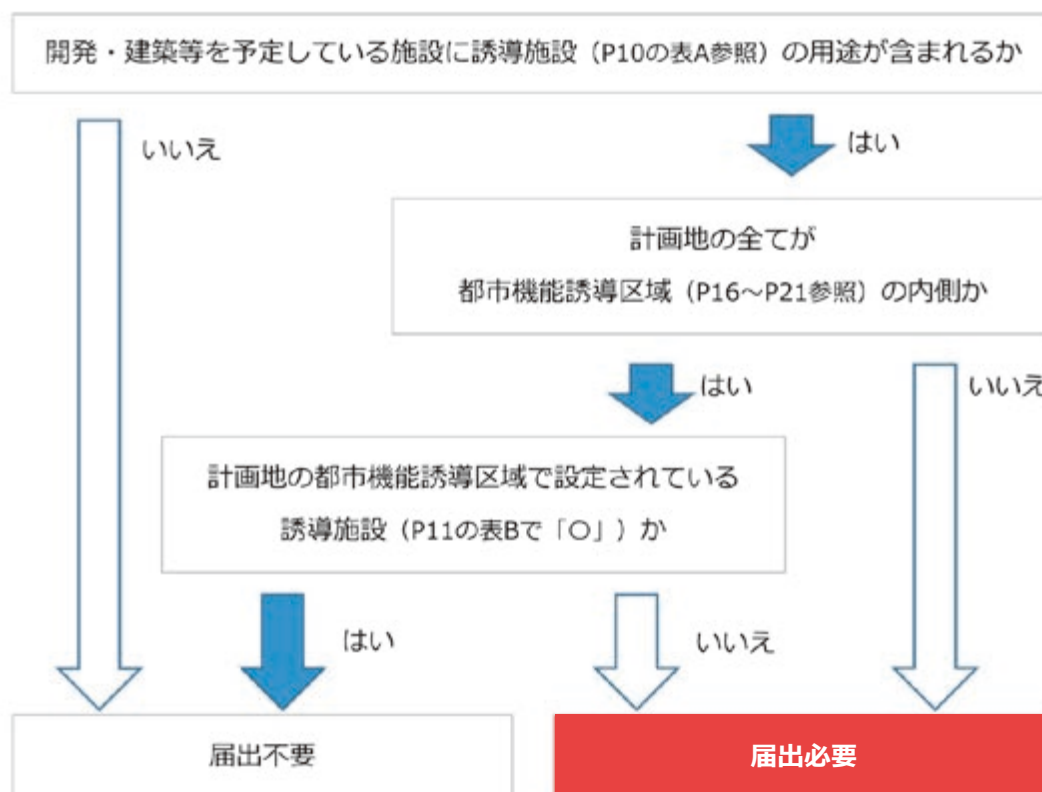 開発・建築等を予定している施設に誘導施設（P10の表A参照）の用途が含まれるか
いいえ
はい
計画地の全てが
都市機能誘導区域（P16～P21参照）の内側か
はい
いいえ
計画地の都市機能誘導区域で設定されている
誘導施設（P11の表Bで「〇」）か
はい
いいえ
届出不要
届出必要